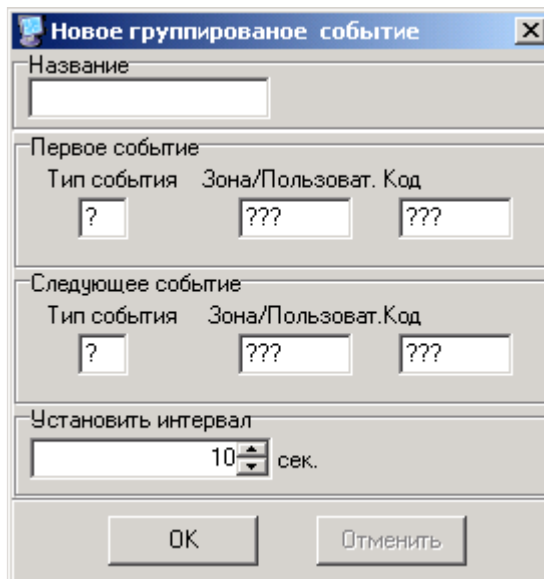 Новое группированое событие
Название
Первое событие
Тип события Зона/Пользоват. Код
? ??? ???
Следующее событие
Тип события Зона/Пользоват. Код
? ??? ???
Установить интервал
10 сек.
OK Отменить